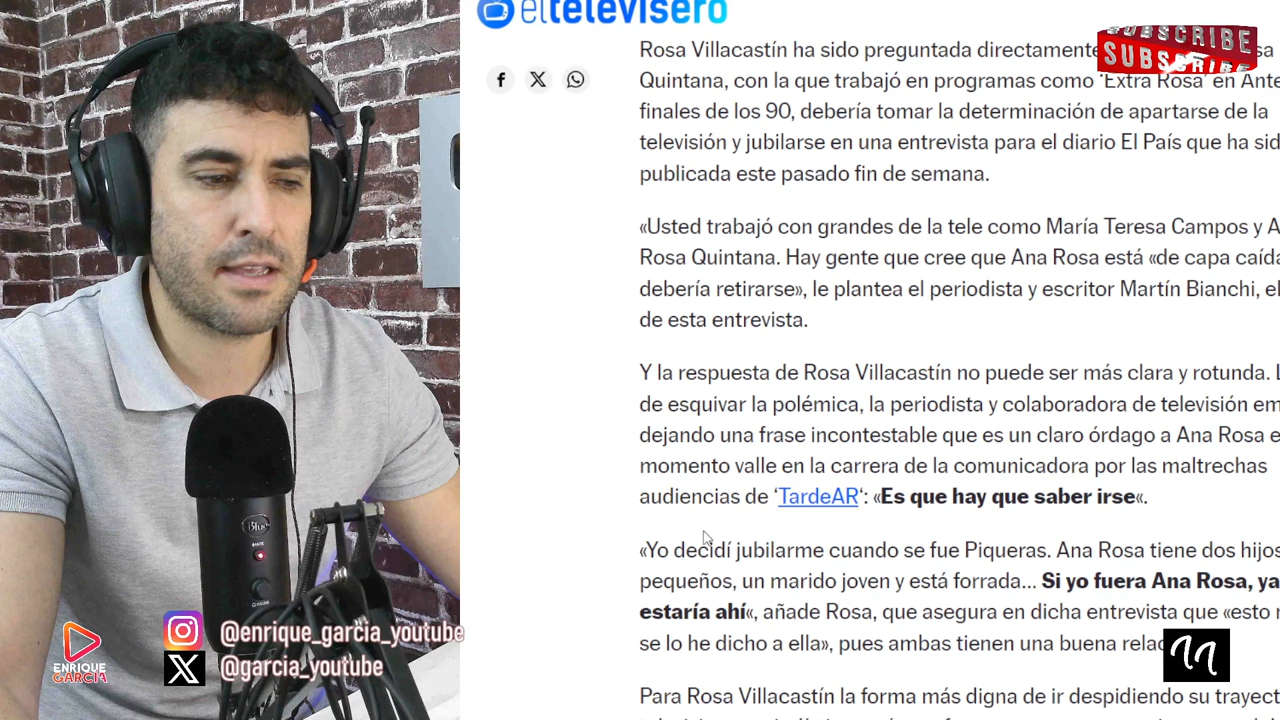 eltelevisero
SUBSCRIBE
SUBSCRIBE
Rosa Villacastín ha sido preguntada directamente
Quintana, con la que trabajó en programas como 'Extra Rosa' en Ante
finales de los 90, debería tomar la determinación de apartarse de la
televisión y jubilarse en una entrevista para el diario El País que ha sid
publicada este pasado fin de semana.
«Usted trabajó con grandes de la tele como María Teresa Campos y A
Rosa Quintana. Hay gente que cree que Ana Rosa está «de capa caída
debería retirarse», le plantea el periodista y escritor Martín Bianchi, el
de esta entrevista.
Y la respuesta de Rosa Villacastín no puede ser más clara y rotunda. L
de esquivar la polémica, la periodista y colaboradora de televisión em
dejando una frase incontestable que es un claro órdago a Ana Rosa e
momento valle en la carrera de la comunicadora por las maltrechas
audiencias de 'TardeAR': «Es que hay que saber irse«.
«Yo decidí jubilarme cuando se fue Piqueras. Ana Rosa tiene dos hijos
pequeños, un marido joven y está forrada... Si yo fuera Ana Rosa, ya
estaría ahí«, añade Rosa, que asegura en dicha entrevista que «esto
se lo he dicho a ella», pues ambas tienen una buena relac
Para Rosa Villacastín la forma más digna de ir despidiendo su trayect
Blue
ENRIQUE
GARCIA
@enrique_garcia_youtube
@garcia_youtube